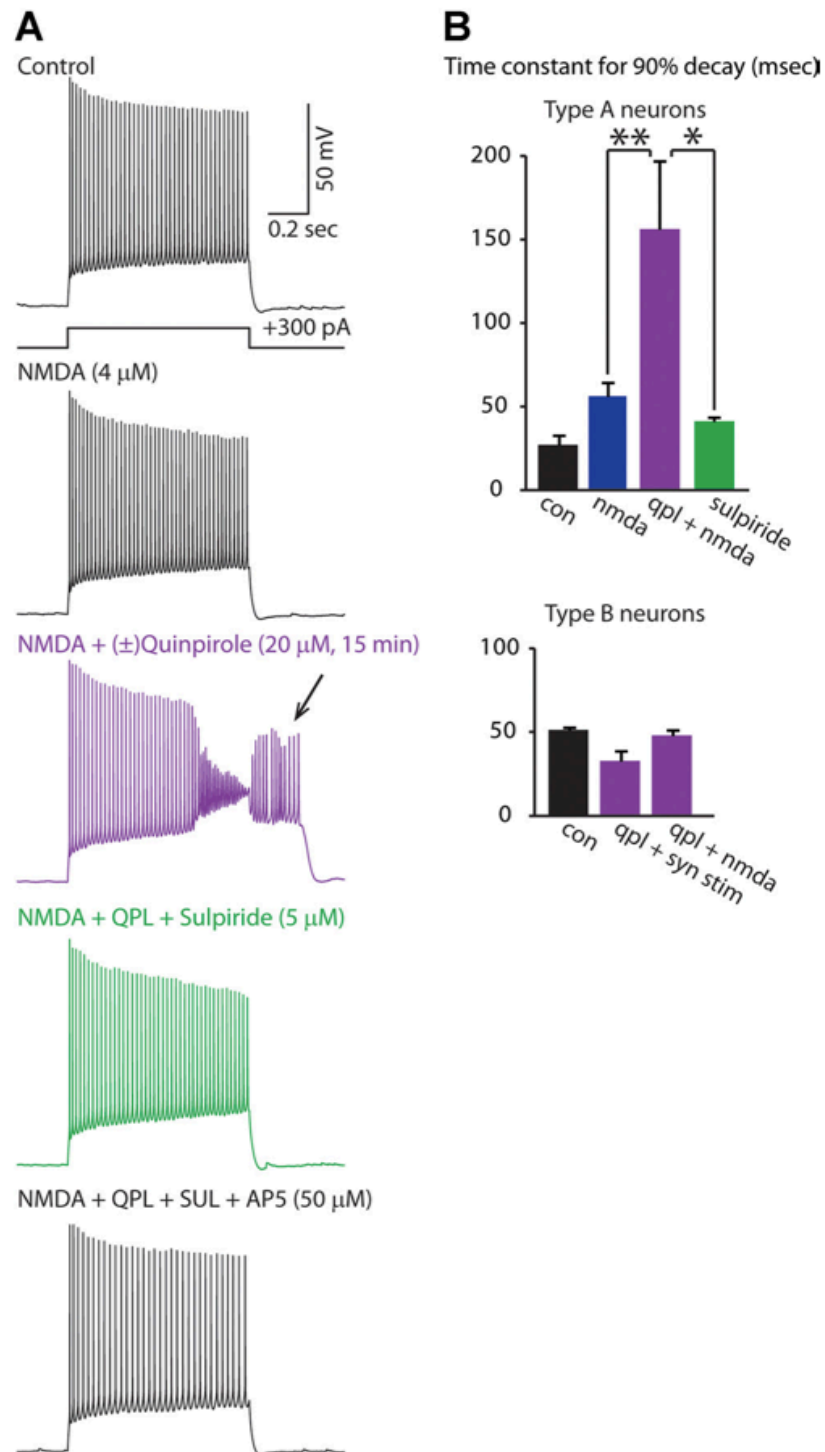 A
Control
50 mV
0.2 sec
+300 pA
NMDA (4 μM)
NMDA + (±)Quinpirole (20 μM, 15 min)
NMDA + QPL + Sulpiride (5 μM)
NMDA + QPL + SUL + AP5 (50 μM)
B
Time constant for 90% decay (msec)
Type A neurons
** *
200
150
100
50
0
con nmda qpl + nmda sulpiride
Type B neurons
100
50
0
con qpl + syn stim qpl + nmda